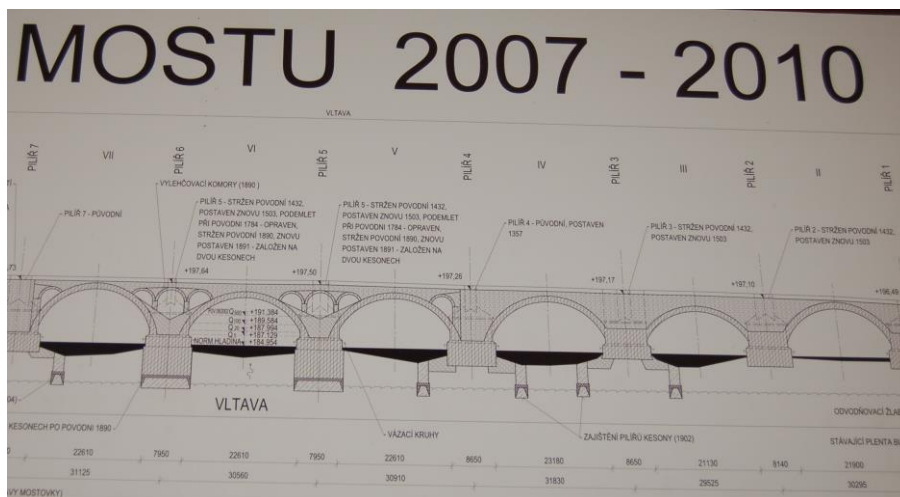 MOSTU 2007 - 2010
VLTAVA
PILÍŘ 7
VII
PILÍŘ 6
VI
PILÍŘ 5
V
PILÍŘ 4
IV
PILÍŘ 3
III
PILÍŘ 2
II
PILÍŘ 1
VYLEHČOVACÍ KOMORY (1890 )
PILÍŘ 7 - PŮVODNÍ
PILÍŘ 5 - STRŽEN POVODNÍ 1432,
POSTAVEN ZNOVU 1503, PODEMLET
PŘI POVODNI 1784 - OPRAVEN,
STRŽEN POVODNÍ 1890, ZNOVU
POSTAVEN 1891 - ZALOŽEN NA
DVOU KESONECH
PILÍŘ 5 - STRŽEN POVODNÍ 1432,
POSTAVEN ZNOVU 1503, PODEMLET
PŘI POVODNI 1784 - OPRAVEN,
STRŽEN POVODNÍ 1890, ZNOVU
POSTAVEN 1891 - ZALOŽEN NA
DVOU KESONECH
PILÍŘ 4 - PŮVODNÍ, POSTAVEN
1357
PILÍŘ 3 - STRŽEN POVODNÍ 1432,
POSTAVEN ZNOVU 1503
PILÍŘ 2 - STRŽEN POVODNÍ 1432,
POSTAVEN ZNOVU 1503
+197,64
+197,50
+197,26
+197,17
+197,10
+196,49
+191,384
+189,584
+187,994
+187,129
NORM.HLADINA +184,954
VLTAVA
KESONECH PO POVODNI 1890
VÁZACÍ KRUHY
ZAJIŠTĚNÍ PILÍŘŮ KESONY (1902)
ODVODŇOVACÍ
STÁVAJÍCÍ PLENTA
22610 7950 22610 7950 22610 8650 23180 8650 21130 8140 21900
31125 30560 30910 31830 29525 30295
MOSTOVKY)